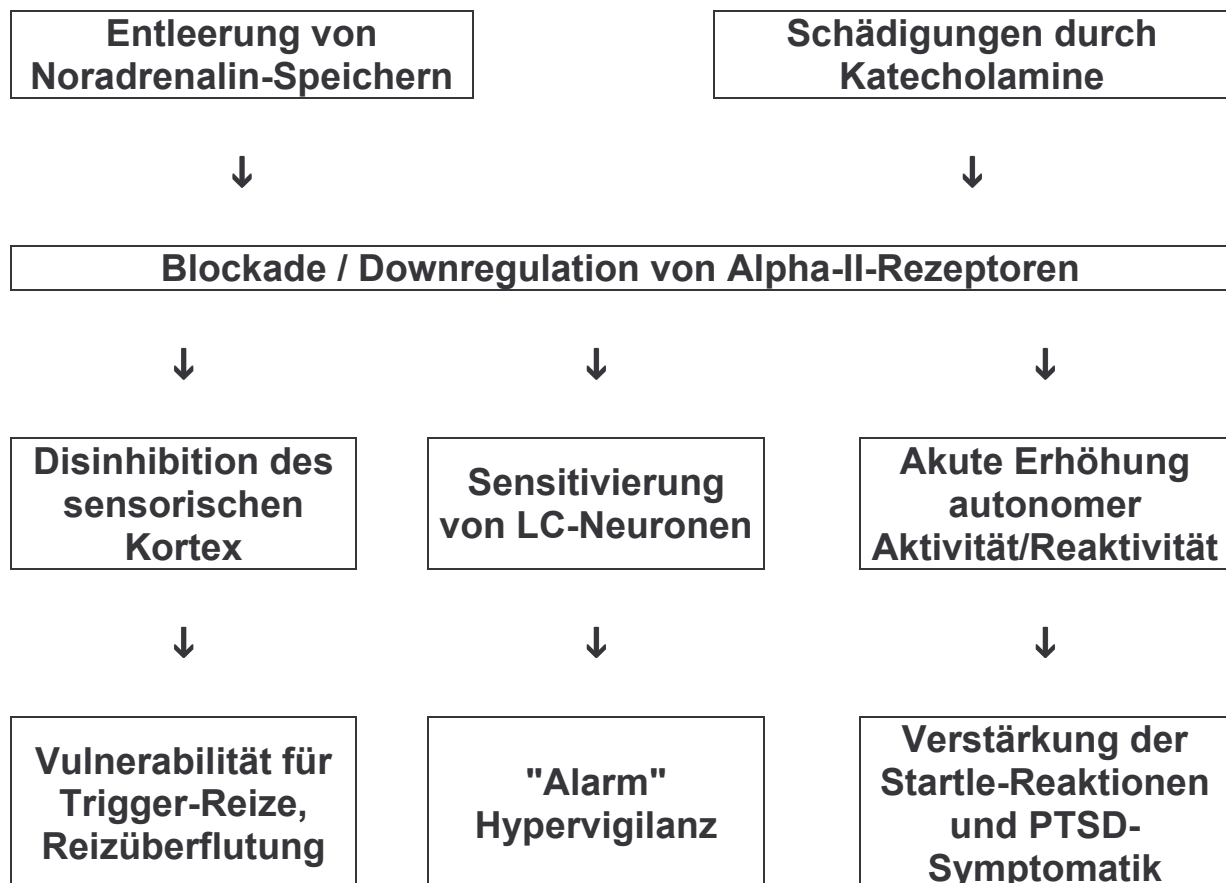 Entleerung von
Noradrenalin-Speichern
Schädigungen durch
Katecholamine
↓
↓
Blockade / Downregulation von Alpha-II-Rezeptoren
↓
↓
↓
Disinhibition des
sensorischen
Kortex
Sensitivierung
von LC-Neuronen
Akute Erhöhung
autonomer
Aktivität/Reaktivität
↓
↓
↓
Vulnerabilität für
Trigger-Reize,
Reizüberflutung
"Alarm"
Hypervigilanz
Verstärkung der
Startle-Reaktionen
und PTSD-
Symptomatik